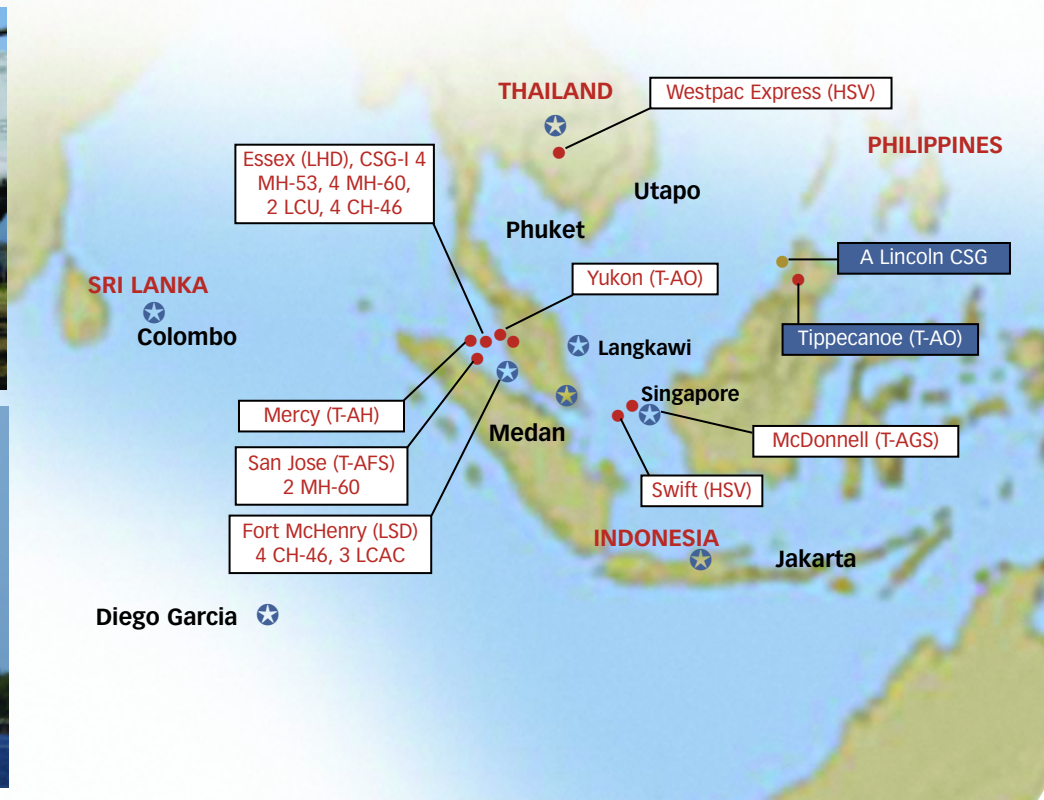 THAILAND
Westpac Express (HSV)
PHILIPPINES
Essex (LHD), CSG-I 4
MH-53, 4 MH-60,
2 LCU, 4 CH-46
Utapo
Phuket
A Lincoln CSG
Yukon (T-AO)
SRI LANKA
Colombo
Tippecanoe (T-AO)
Langkawi
Singapore
Mercy (T-AH)
Medan
McDonnell (T-AGS)
San Jose (T-AFS)
2 MH-60
Swift (HSV)
Fort McHenry (LSD)
4 CH-46, 3 LCAC
INDONESIA
Jakarta
Diego Garcia